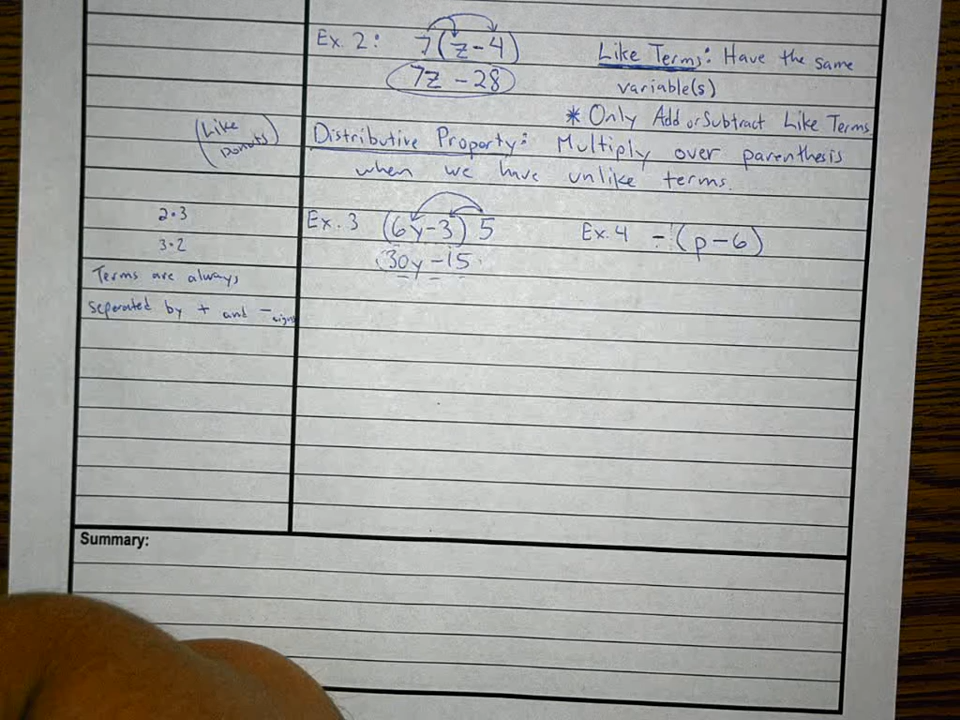 Ex. 2: 7(z-4)
7z-28
Like Terms: Have the same
variable(s)
* Only Add or Subtract Like Terms
(Like Donuts)
Distributive Property: Multiply over parenthesis
when we have unlike terms.
2•3
3•2
Terms are always
separated by + and - signs
Ex. 3 (6y-3)5
30y-15
Ex. 4 -(p-6)
Summary: